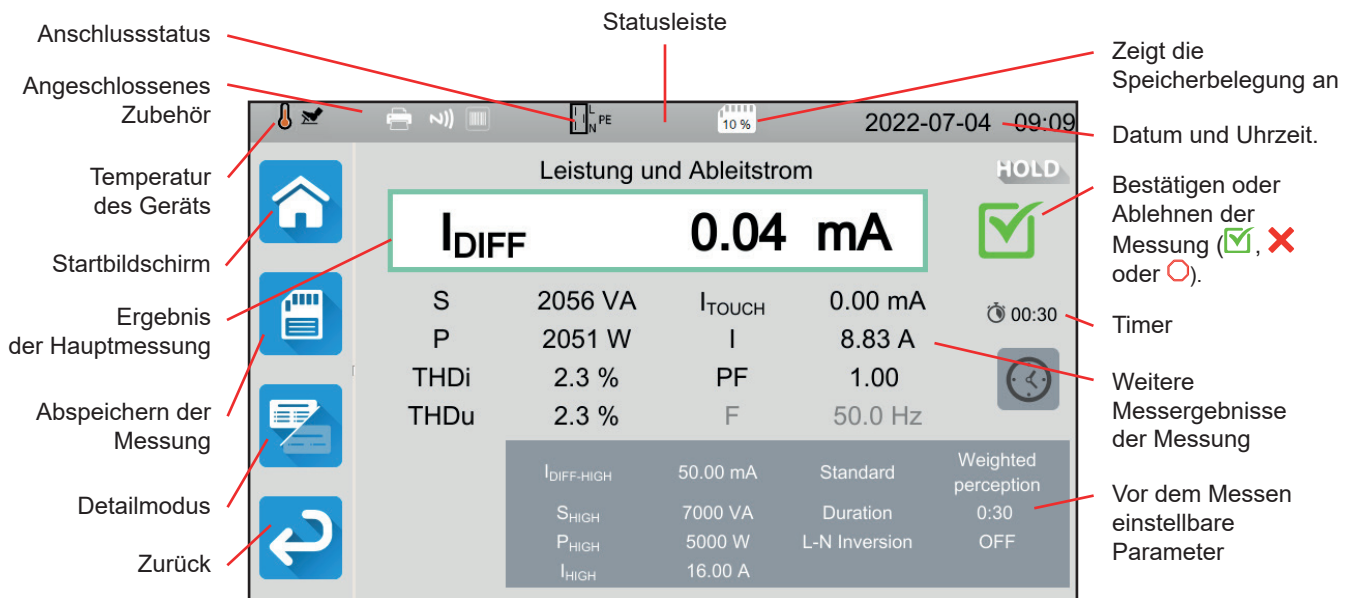 Statusleiste
Anschlussstatus
Angeschlossenes
Zubehör
Temperatur
des Geräts
Startbildschirm
Ergebnis
der Hauptmessung
Abspeichern der
Messung
Detailmodus
Zurück
L
N PE
10 %
2022-07-04 09:09
Leistung und Ableitstrom
HOLD
IDIFF 0.04 mA
S 2056 VA ITOUCH 0.00 mA
P 2051 W I 8.83 A
THDi 2.3 % PF 1.00
THDu 2.3 % F 50.0 Hz
00:30
IDIFF-HIGH 50.00 mA Standard Weighted
perception
SHIGH 7000 VA Duration 0:30
PHIGH 5000 W L-N Inversion OFF
IHIGH 16.00 A
Zeigt die
Speicherbelegung an
Datum und Uhrzeit.
Bestätigen oder
Ablehnen der
Messung (☑, ✗
oder ⬡).
Timer
Weitere
Messergebnisse
der Messung
Vor dem Messen
einstellbare
Parameter